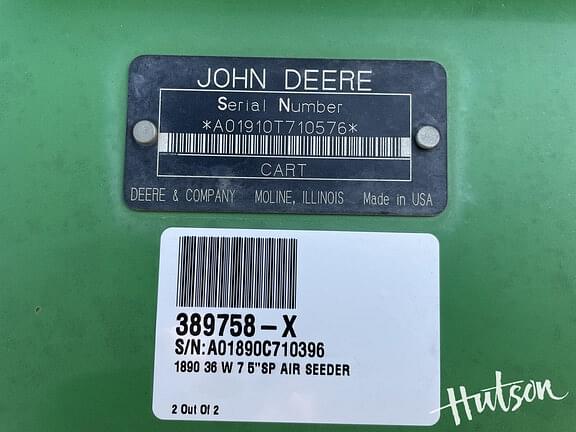 JOHN DEERE
Serial Number
*A01910T710576*
CART
DEERE & COMPANY MOLINE, ILLINOIS Made in USA
389758-X
S/N:A01890C710396
1890 36 W 7 5"SP AIR SEEDER
2 Out Of 2
Hutson